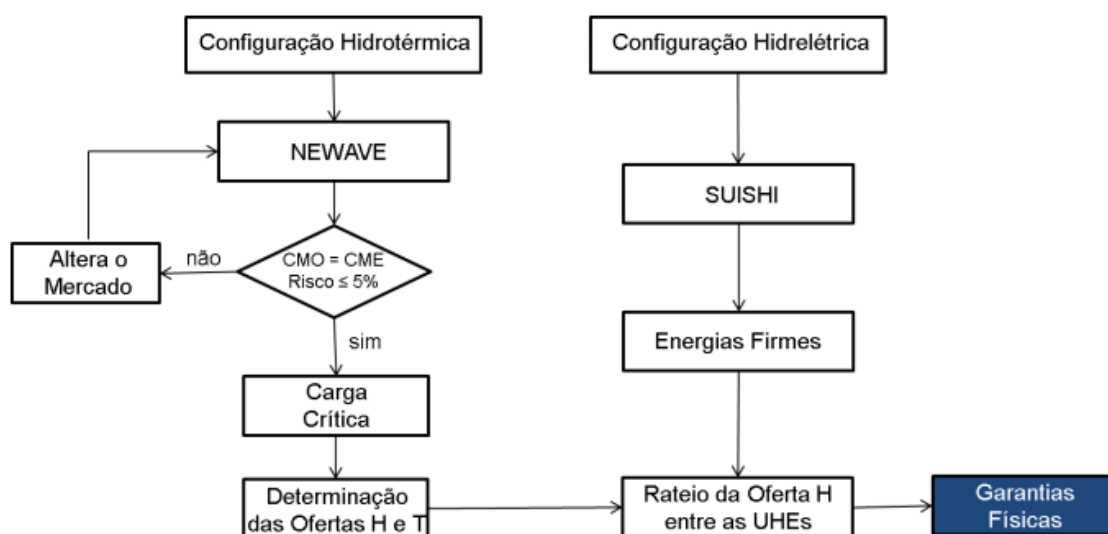 Configuração Hidrotérmica
Configuração Hidrelétrica
NEWAVE
SUISHI
CMO = CME
Risco ≤ 5%
não
Altera o
Mercado
sim
Energias Firmes
Carga
Crítica
Determinação
das Ofertas H e T
Rateio da Oferta H
entre as UHEs
Garantias
Físicas